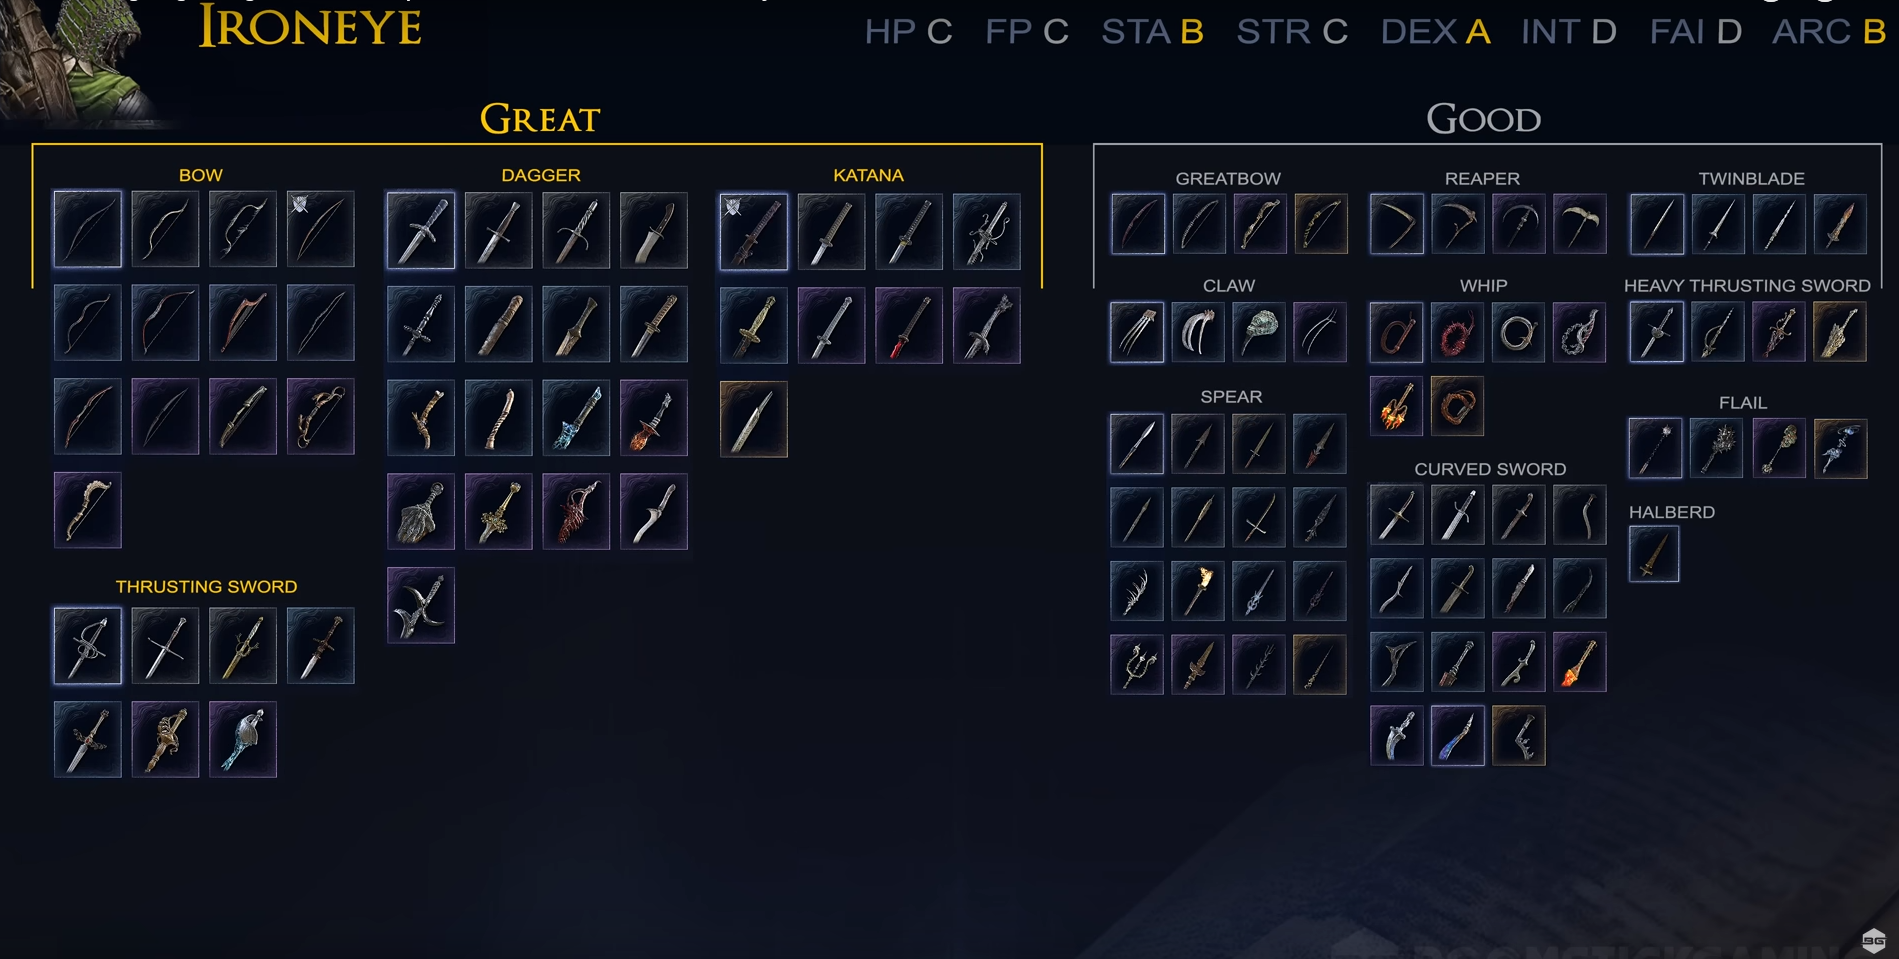 IRONEYE
HP C FP C STA B STR C DEX A INT D FAI D ARC B
GREAT
GOOD
BOW
DAGGER
KATANA
THRUSTING SWORD
GREATBOW
REAPER
TWINBLADE
CLAW
WHIP
HEAVY THRUSTING SWORD
SPEAR
CURVED SWORD
FLAIL
HALBERD
BG